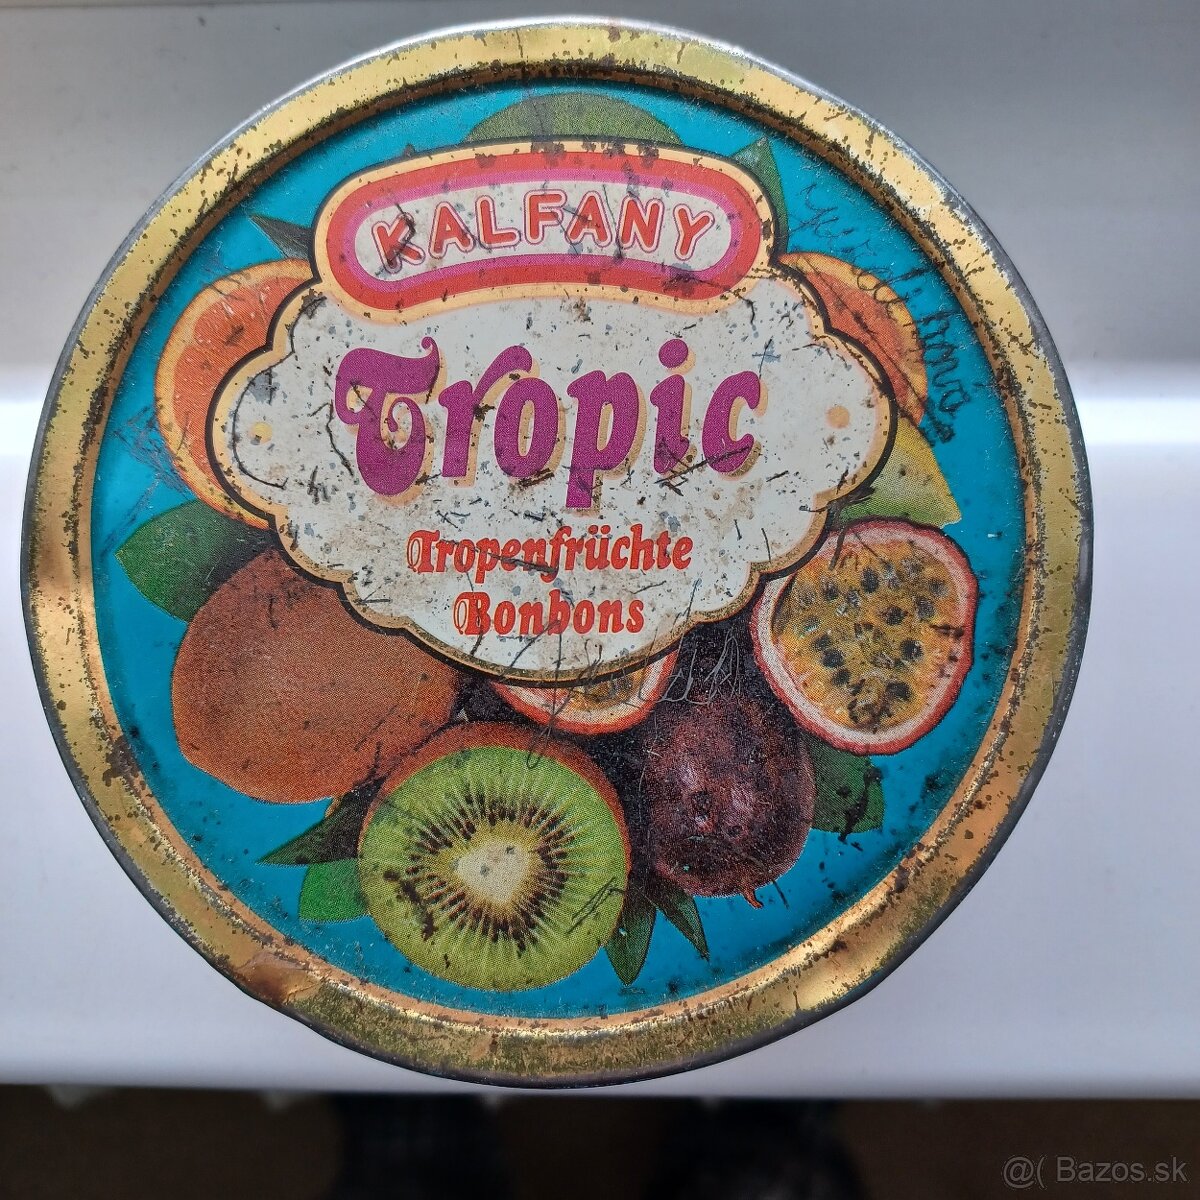 KALFANY
Tropic
Tropenfrüchte
Bonbons
@( Bazos.sk